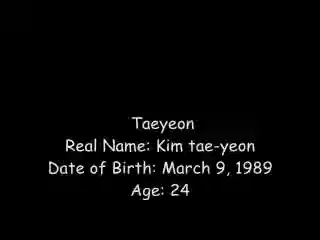 Taeyeon
Real Name: Kim tae-yeon
Date of Birth: March 9, 1989
Age: 24